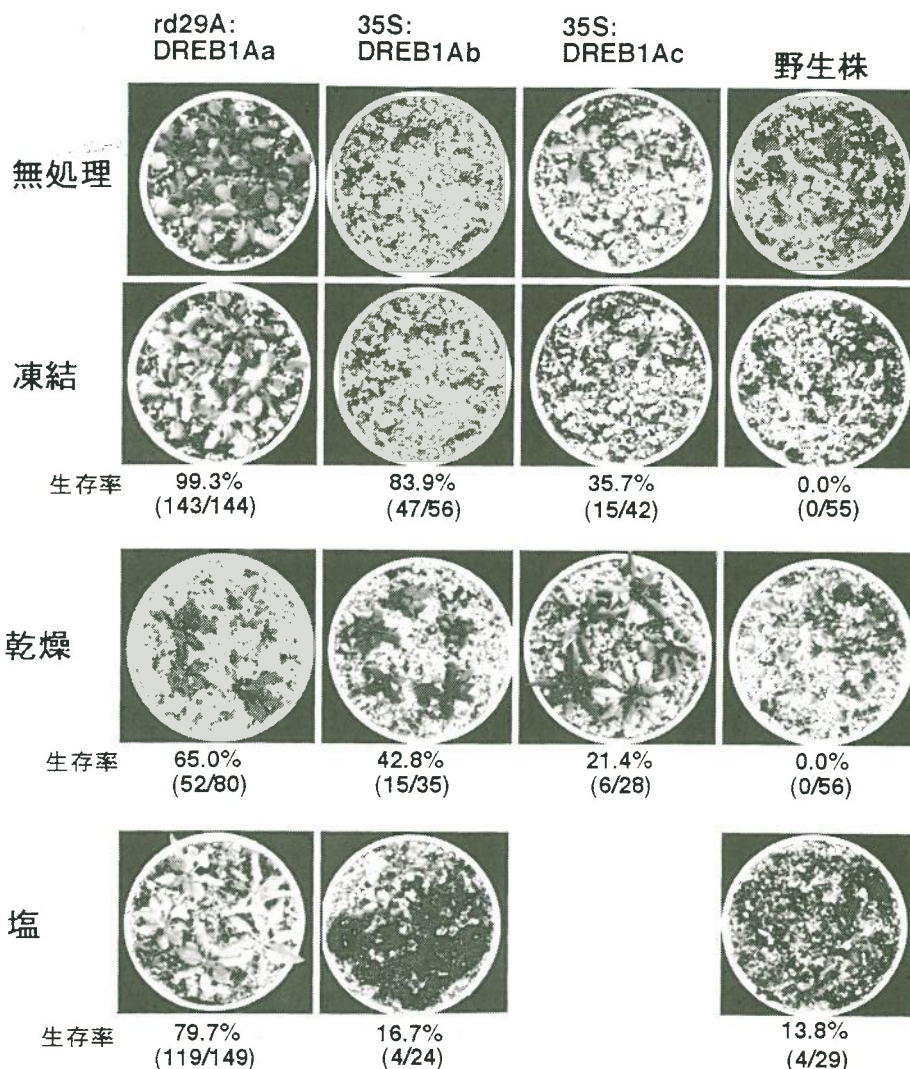 rd29A:
DREB1Aa
35S:
DREB1Ab
35S:
DREB1Ac
野生株
無処理
凍結
生存率
99.3%
(143/144)
83.9%
(47/56)
35.7%
(15/42)
0.0%
(0/55)
乾燥
生存率
65.0%
(52/80)
42.8%
(15/35)
21.4%
(6/28)
0.0%
(0/56)
塩
生存率
79.7%
(119/149)
16.7%
(4/24)
13.8%
(4/29)